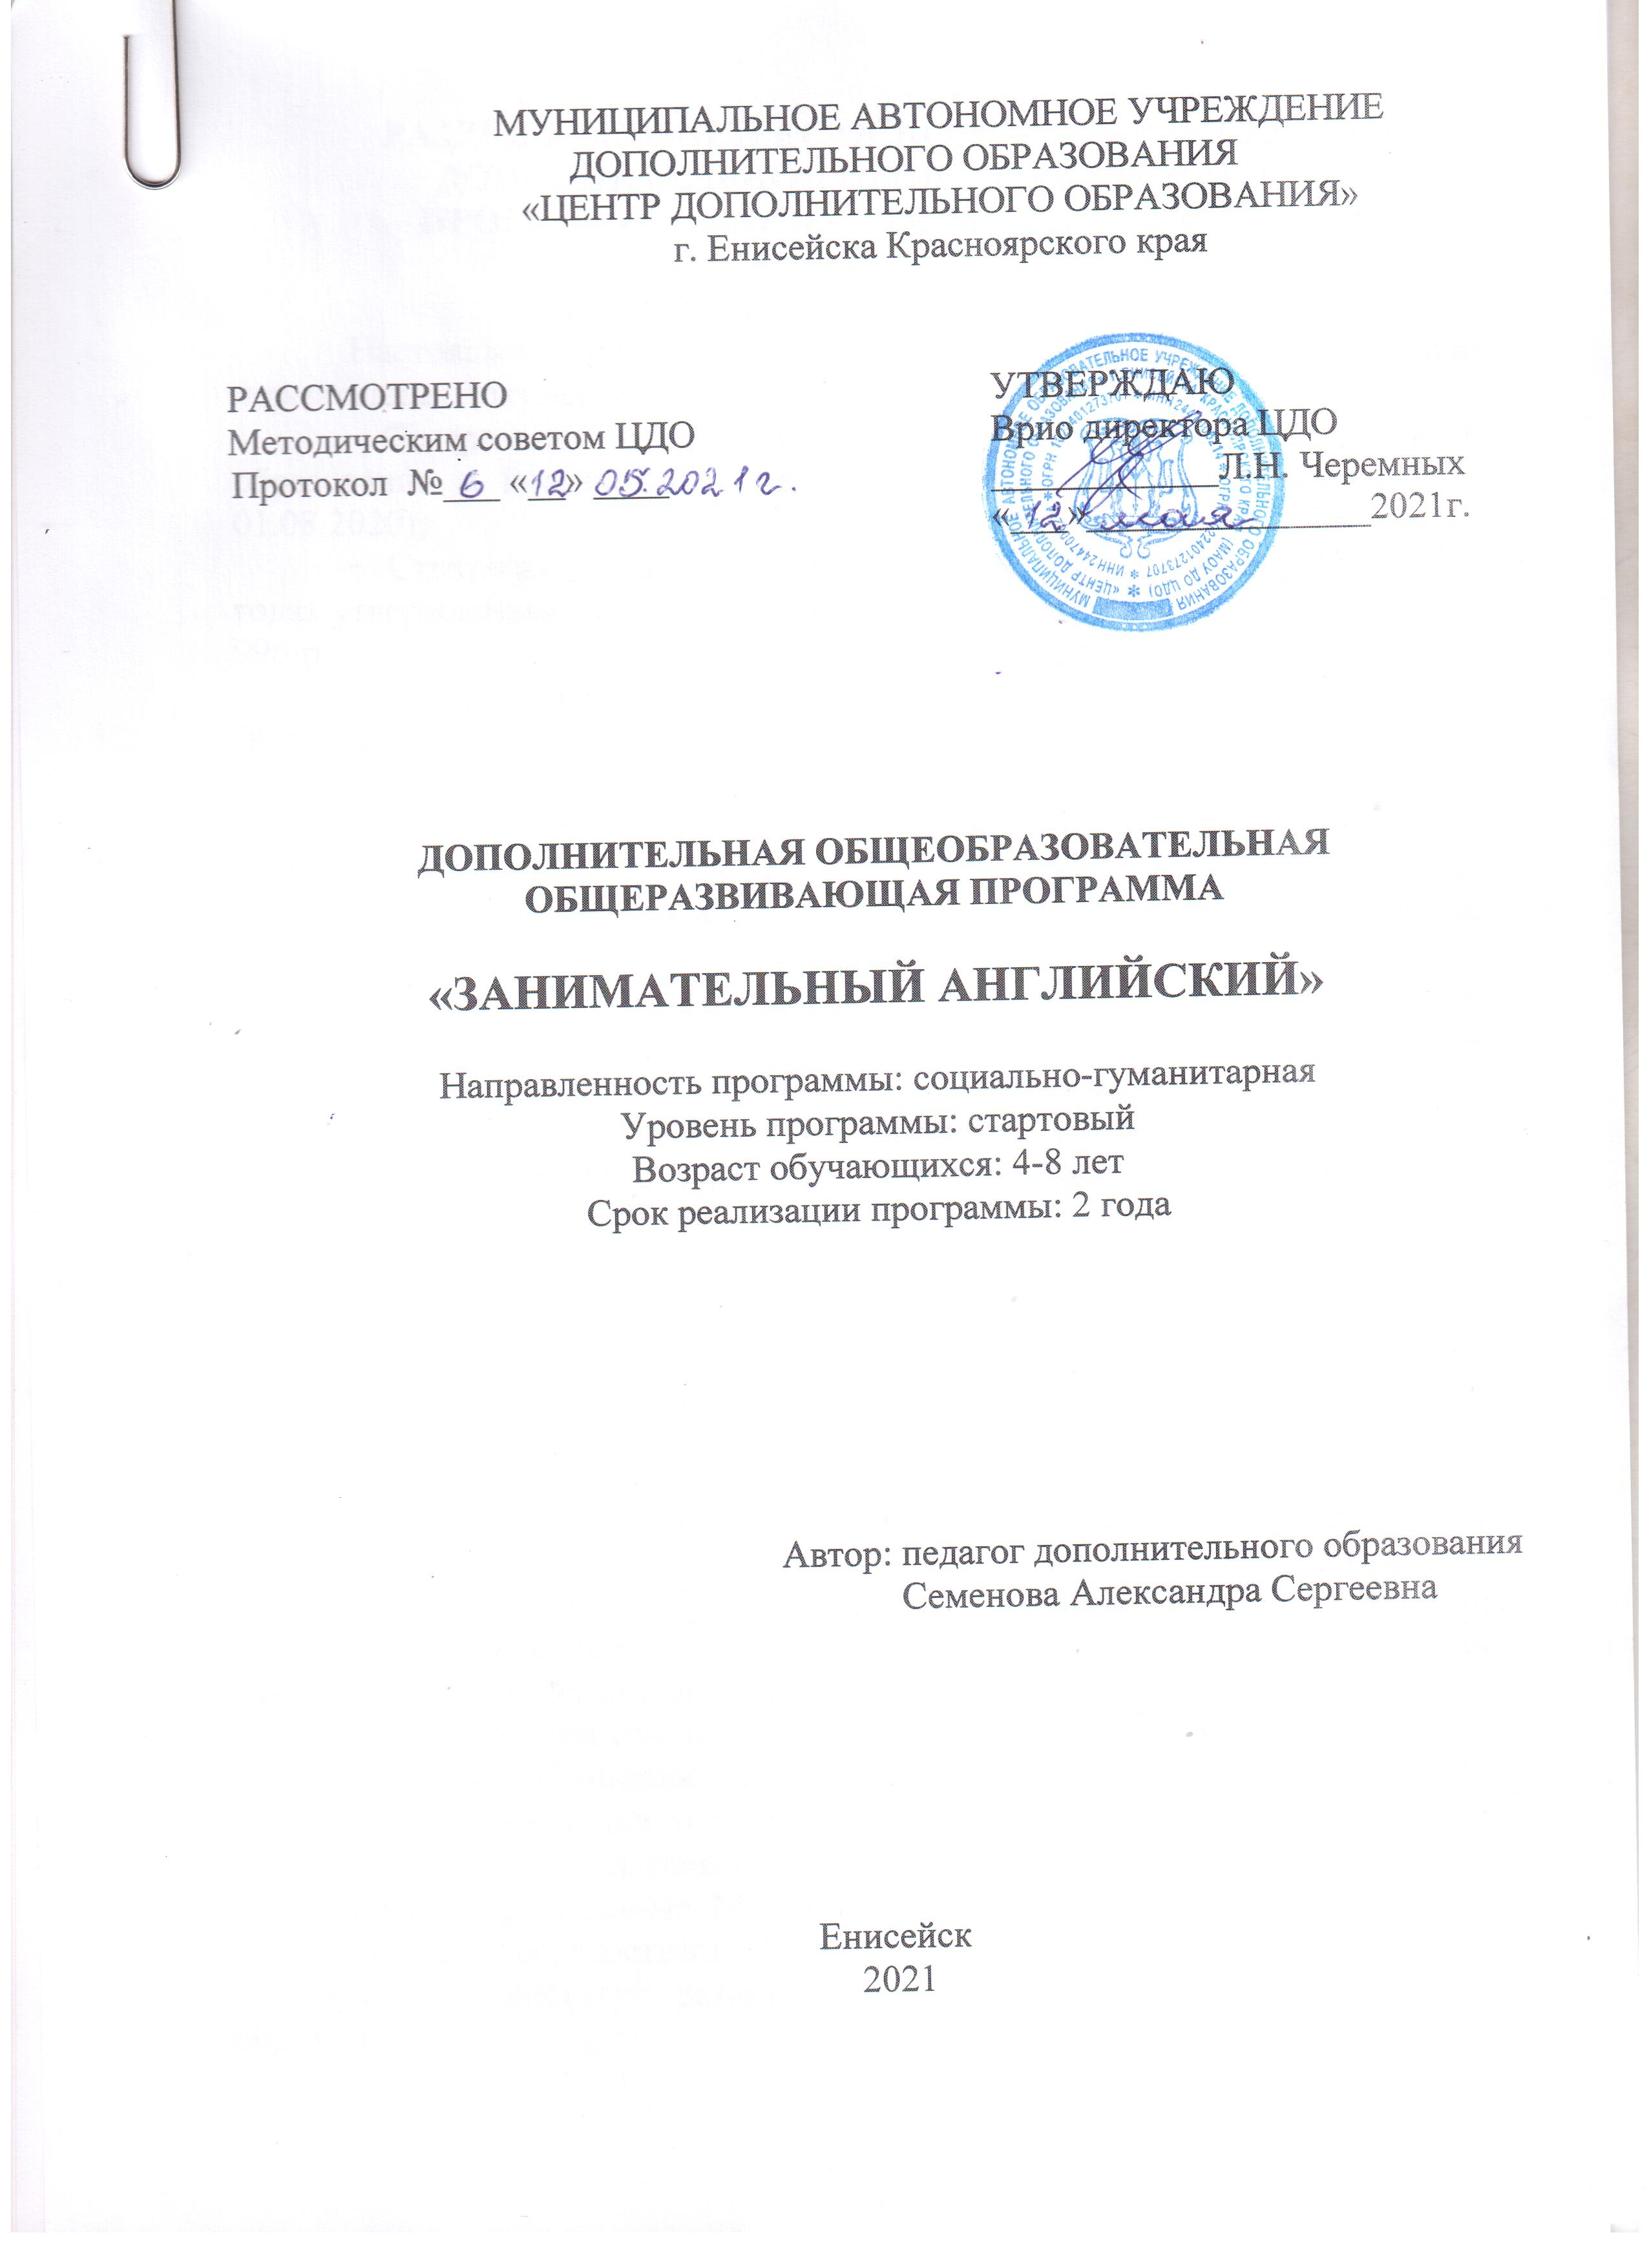 МУНИЦИПАЛЬНОЕ АВТОНОМНОЕ УЧРЕЖДЕНИЕ
ДОПОЛНИТЕЛЬНОГО ОБРАЗОВАНИЯ
«ЦЕНТР ДОПОЛНИТЕЛЬНОГО ОБРАЗОВАНИЯ»
г. Енисейска Красноярского края
РАССМОТРЕНО
Методическим советом ЦДО
Протокол № 6 «12» 05.2021г.
УТВЕРЖДАЮ
Врио директора ЦДО
Л.Н. Черемных
«12» мая 2021г.
ДОПОЛНИТЕЛЬНАЯ ОБЩЕОБРАЗОВАТЕЛЬНАЯ
ОБЩЕРАЗВИВАЮЩАЯ ПРОГРАММА
«ЗАНИМАТЕЛЬНЫЙ АНГЛИЙСКИЙ»
Направленность программы: социально-гуманитарная
Уровень программы: стартовый
Возраст обучающихся: 4-8 лет
Срок реализации программы: 2 года
Автор: педагог дополнительного образования
Семенова Александра Сергеевна
Енисейск
2021